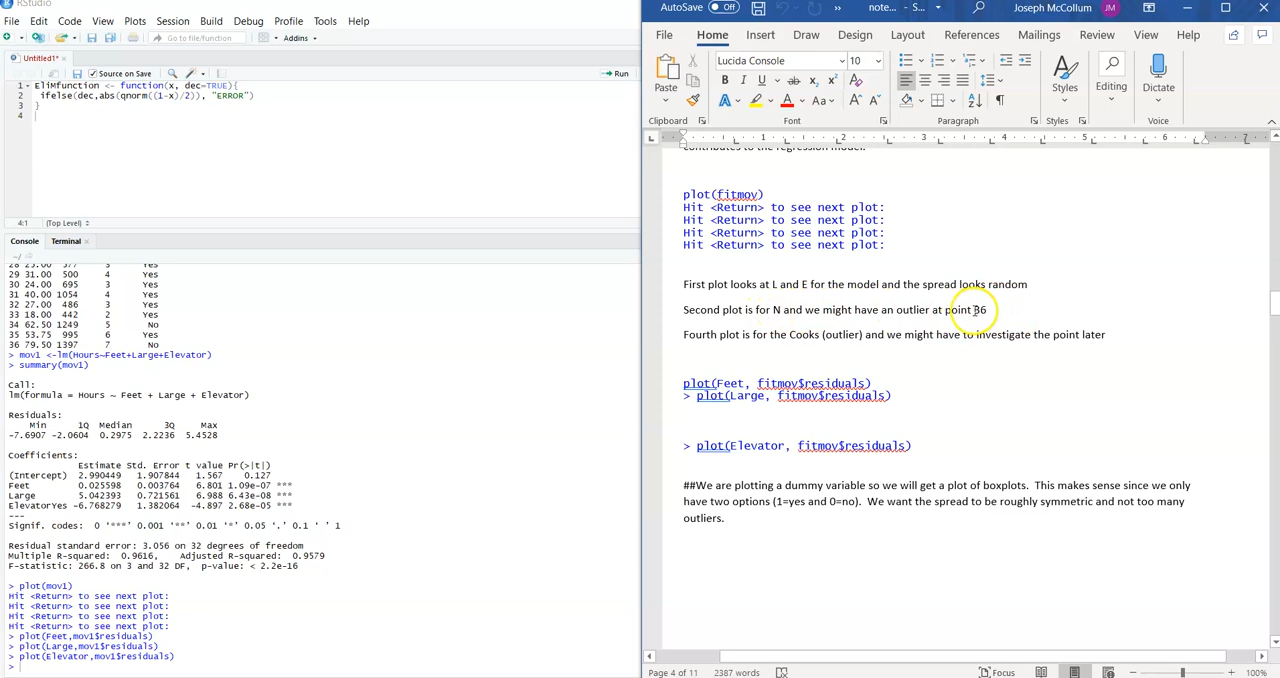 RStudio
File Edit Code View Plots Session Build Debug Profile Tools Help
Go to file/function Addins
Untitled1*
Source on Save Run
1 ElimFunction <- function(x, dec=TRUE){
2 ifelse(dec,abs(qnorm((1-x)/2)), "ERROR")
3 }
4
4:1 (Top Level)
Console Terminal
~/
28 25.00 577 3 Yes
29 31.00 500 4 Yes
30 24.00 695 3 Yes
31 40.00 1054 4 Yes
32 27.00 486 3 Yes
33 18.00 442 2 Yes
34 62.50 1249 5 No
35 53.75 995 6 Yes
36 79.50 1397 7 No
> mov1 <-lm(Hours~Feet+Large+Elevator)
> summary(mov1)
Call:
lm(formula = Hours ~ Feet + Large + Elevator)
Residuals:
Min 1Q Median 3Q Max
-7.6907 -2.0604 0.2975 2.2236 5.4528
Coefficients:
Estimate Std. Error t value Pr(>|t|)
(Intercept) 2.990449 1.907844 1.567 0.127
Feet 0.025598 0.003764 6.801 1.09e-07 ***
Large 5.042393 0.721561 6.988 6.43e-08 ***
ElevatorYes -6.768279 1.382064 -4.897 2.68e-05 ***
---
Signif. codes: 0 ‘***’ 0.001 ‘**’ 0.01 ‘*’ 0.05 ‘.’ 0.1 ‘ ’ 1
Residual standard error: 3.056 on 32 degrees of freedom
Multiple R-squared: 0.9616, Adjusted R-squared: 0.9579
F-statistic: 266.8 on 3 and 32 DF, p-value: < 2.2e-16
> plot(mov1)
Hit <Return> to see next plot:
Hit <Return> to see next plot:
Hit <Return> to see next plot:
Hit <Return> to see next plot:
> plot(Feet,mov1$residuals)
> plot(Large,mov1$residuals)
> plot(Elevator,mov1$residuals)
>
AutoSave Off note... - S... Joseph McCollum JM
File Home Insert Draw Design Layout References Mailings Review View Help
Lucida Console 10
Paste Styles Editing Dictate
Clipboard Font Paragraph Styles Voice
1 2 3 4 5 6 7
contributes to the regression model.
plot(fitmov)
Hit <Return> to see next plot:
Hit <Return> to see next plot:
Hit <Return> to see next plot:
Hit <Return> to see next plot:
First plot looks at L and E for the model and the spread looks random
Second plot is for N and we might have an outlier at point 36
Fourth plot is for the Cooks (outlier) and we might have to investigate the point later
plot(Feet, fitmov$residuals)
> plot(Large, fitmov$residuals)
> plot(Elevator, fitmov$residuals)
##We are plotting a dummy variable so we will get a plot of boxplots. This makes sense since we only
have two options (1=yes and 0=no). We want the spread to be roughly symmetric and not too many
outliers.
Page 4 of 11 2387 words Focus 100%